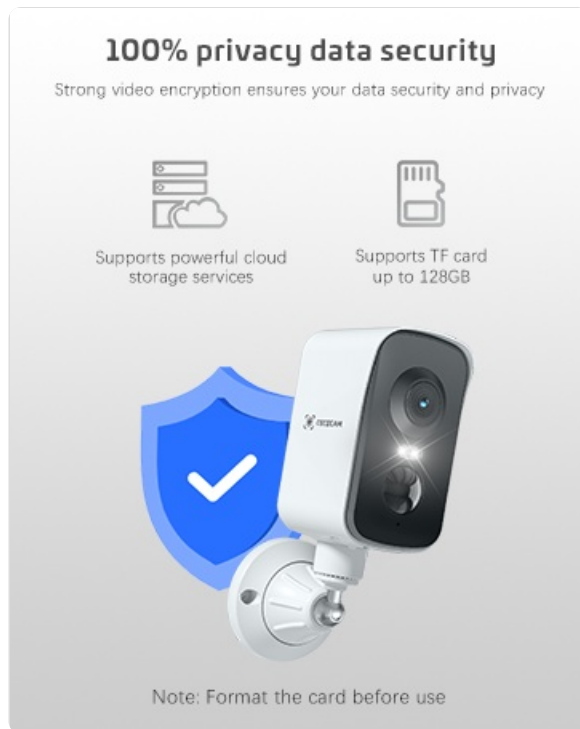 100% privacy data security
Strong video encryption ensures your data security and privacy
Supports powerful cloud
storage services
Supports TF card
up to 128GB
Note: Format the card before use